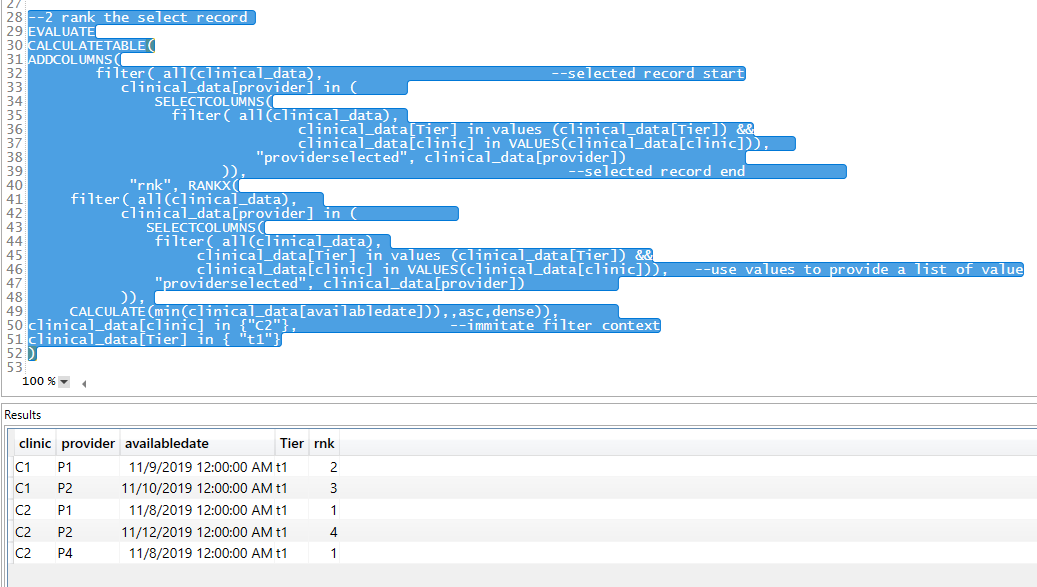 27
28 --2 rank the select record
29 EVALUATE
30 CALCULATETABLE(
31 ADDCOLUMNS(
32 filter( all(clinical_data), --selected record start
33 clinical_data[provider] in (
34 SELECTCOLUMNS(
35 filter( all(clinical_data),
36 clinical_data[Tier] in values (clinical_data[Tier]) &&
37 clinical_data[clinic] in VALUES(clinical_data[clinic])),
38 "providerselected", clinical_data[provider])
39 )), --selected record end
40 "rnk", RANKX(
41 filter( all(clinical_data),
42 clinical_data[provider] in (
43 SELECTCOLUMNS(
44 filter( all(clinical_data),
45 clinical_data[Tier] in values (clinical_data[Tier]) &&
46 clinical_data[clinic] in VALUES(clinical_data[clinic])), --use values to provide a list of value
47 "providerselected", clinical_data[provider])
48 )),
49 CALCULATE(min(clinical_data[availabledate])),,asc,dense)),
50 clinical_data[clinic] in {"C2"}, --immitate filter context
51 clinical_data[Tier] in { "t1"}
52 )
53
100 %
Results
clinic provider availabledate Tier rnk
C1 P1 11/9/2019 12:00:00 AM t1 2
C1 P2 11/10/2019 12:00:00 AM t1 3
C2 P1 11/8/2019 12:00:00 AM t1 1
C2 P2 11/12/2019 12:00:00 AM t1 4
C2 P4 11/8/2019 12:00:00 AM t1 1